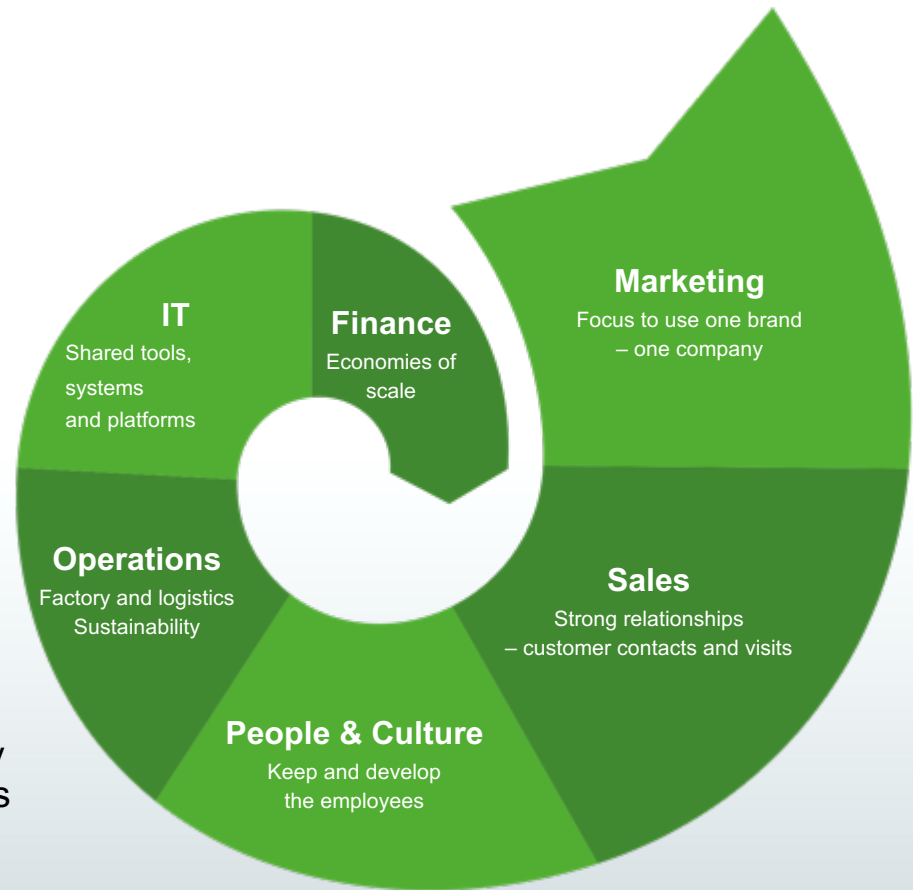 Marketing
Focus to use one brand
– one company
IT
Shared tools,
systems
and platforms
Finance
Economies of
scale
Operations
Factory and logistics
Sustainability
Sales
Strong relationships
– customer contacts and visits
People & Culture
Keep and develop
the employees